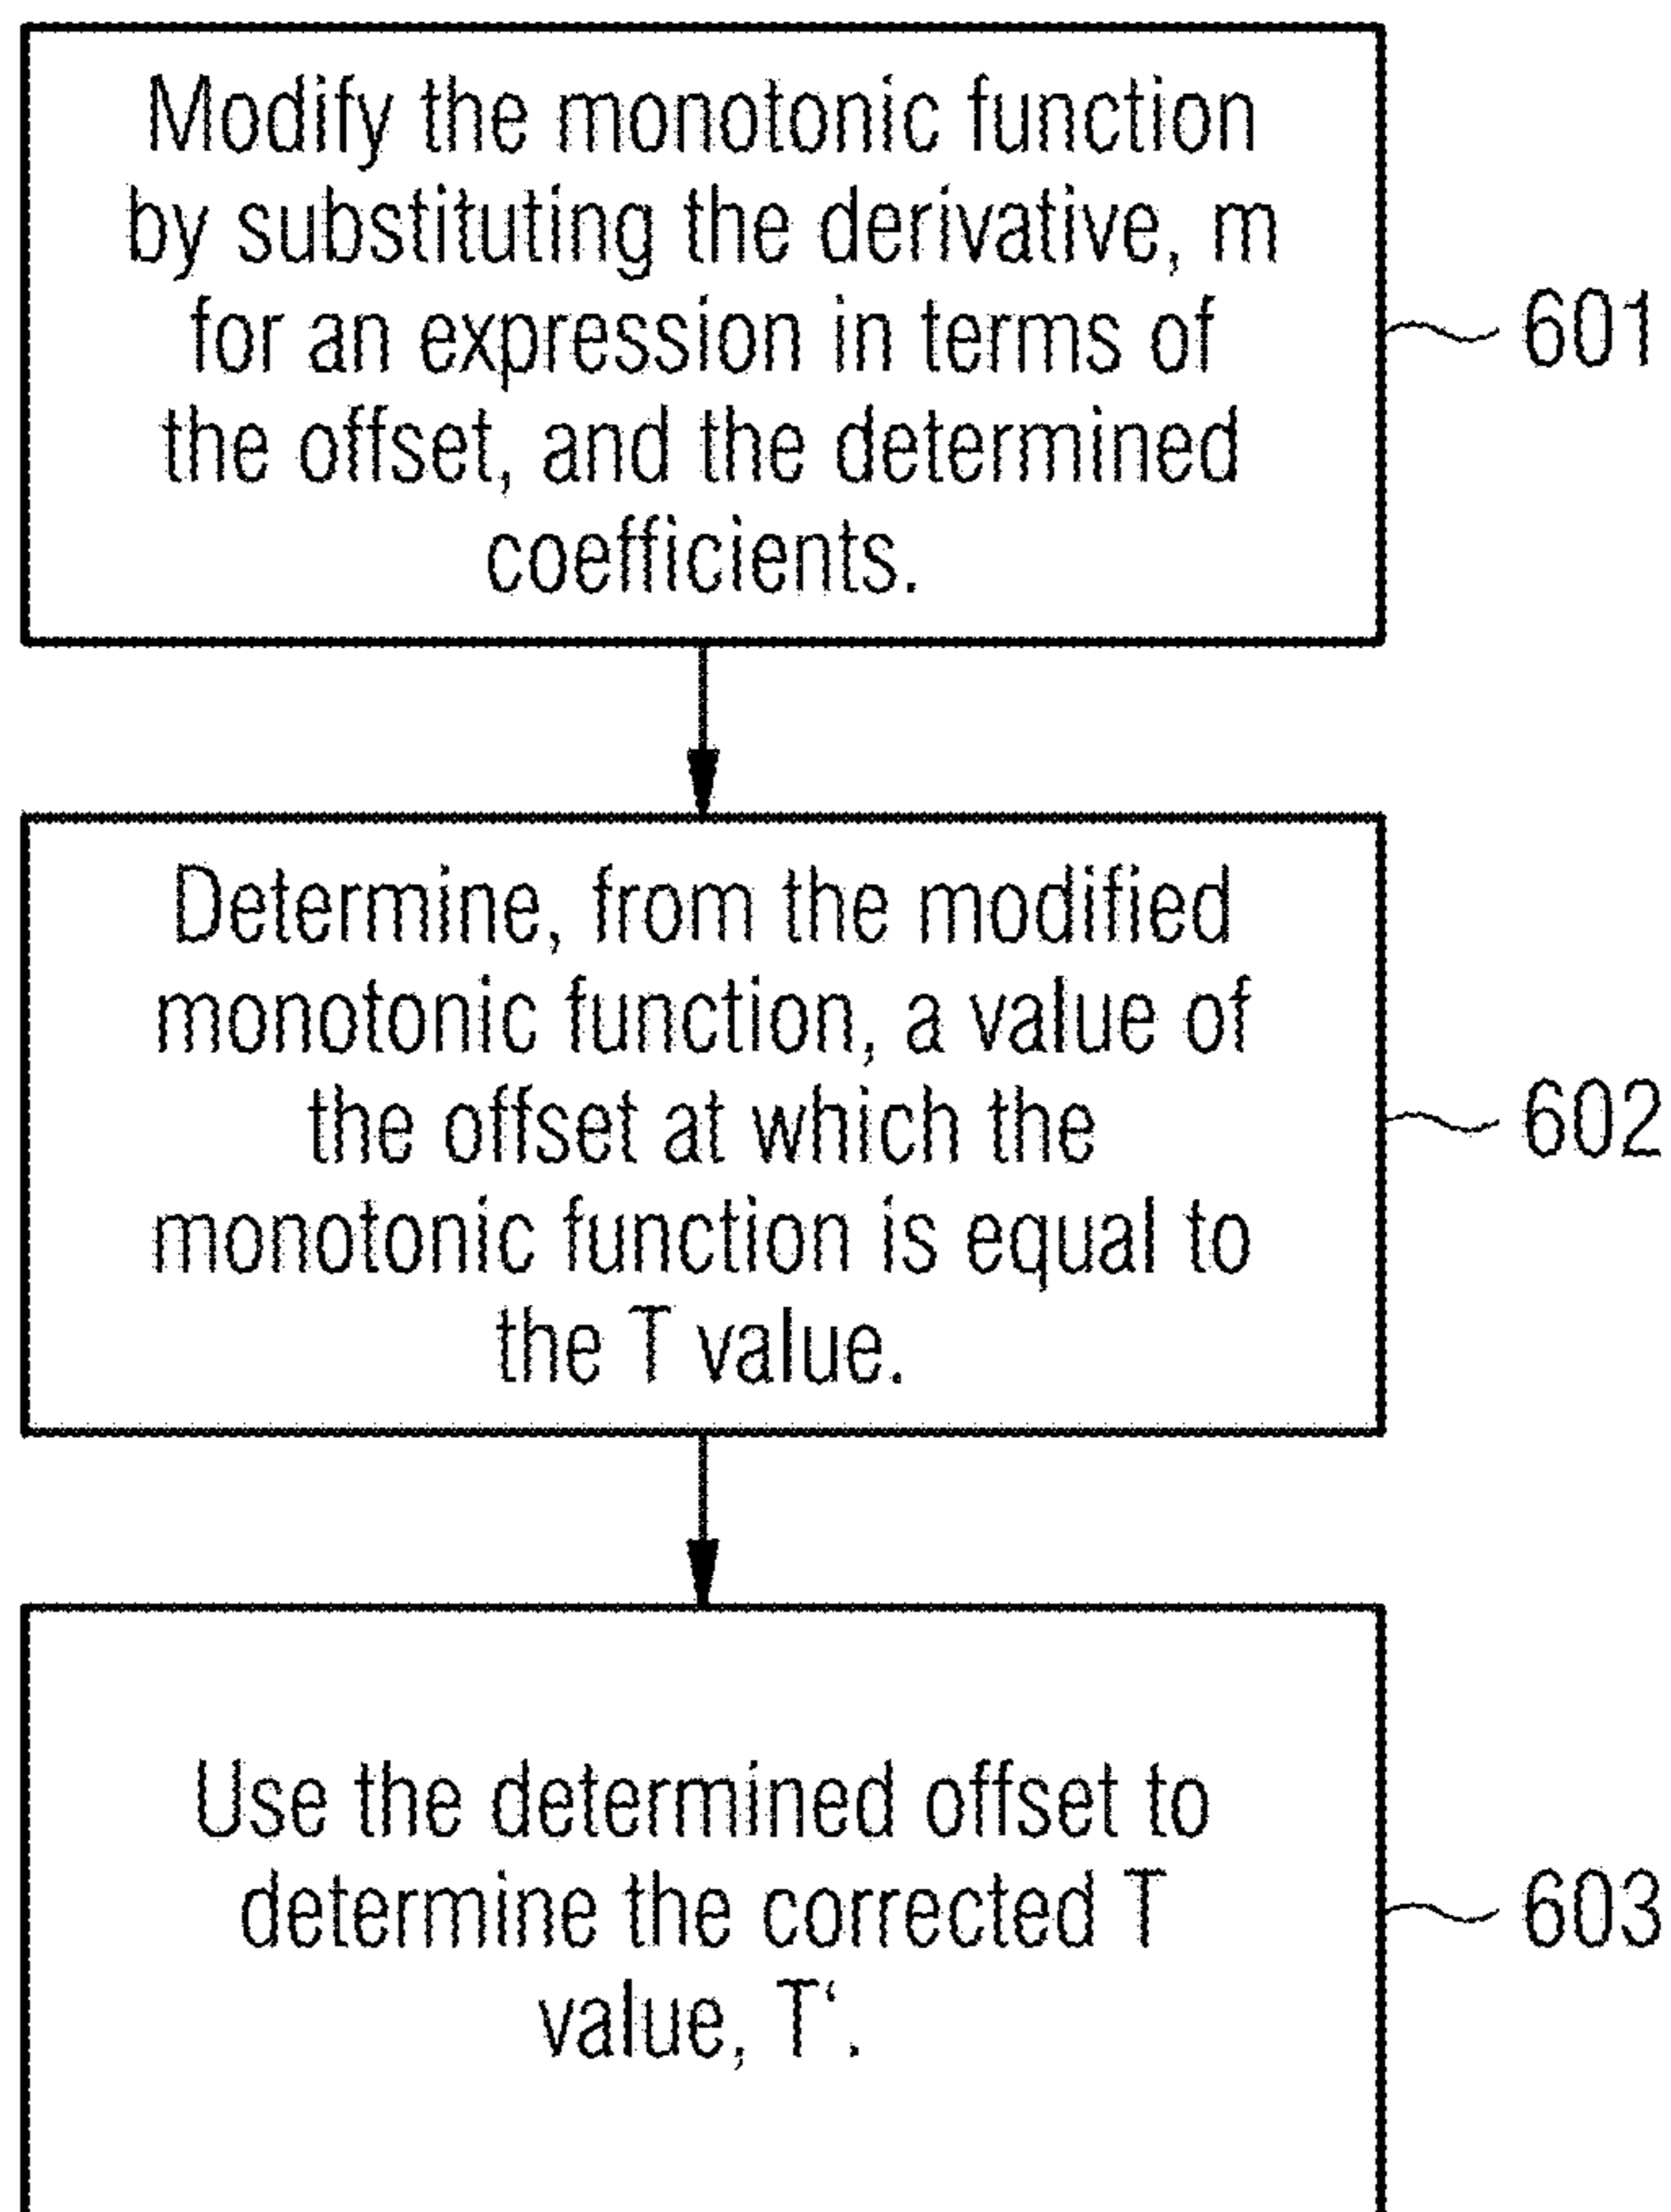 Modify the monotonic function
by substituting the derivative, m
for an expression in terms of
the offset, and the determined
coefficients.
601
Determine, from the modified
monotonic function, a value of
the offset at which the
monotonic function is equal to
the T value.
602
Use the determined offset to
determine the corrected T
value, T‘.
603